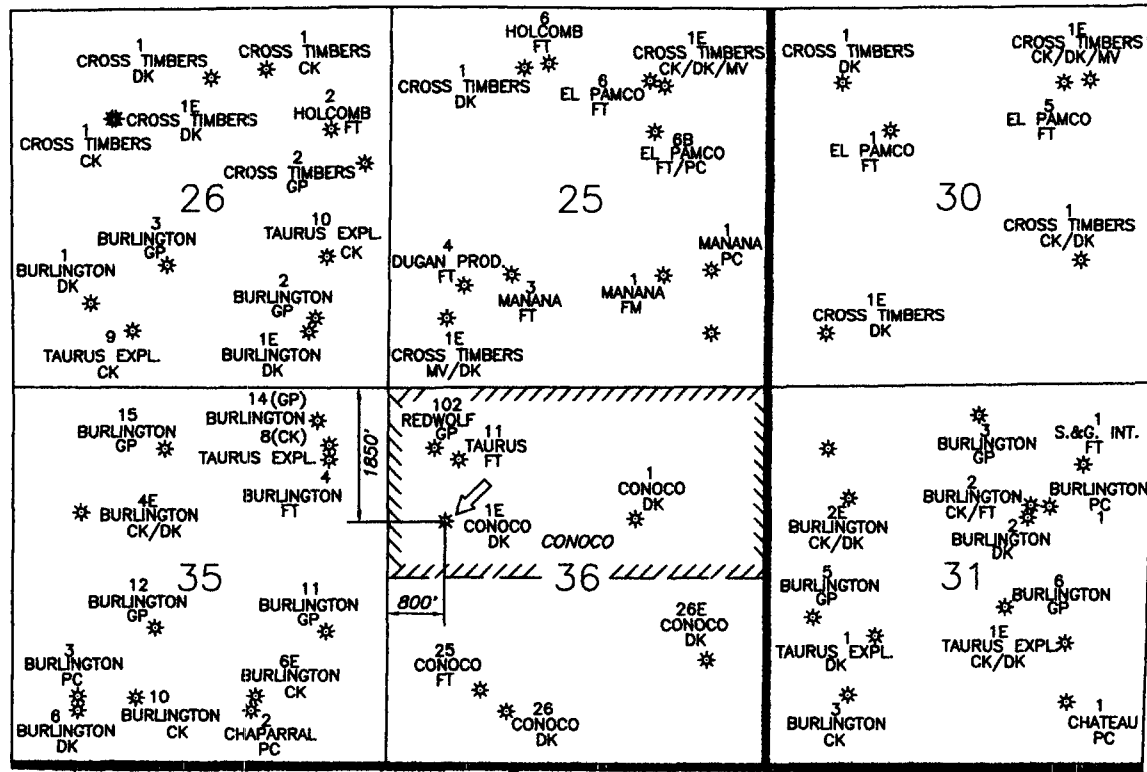 1
CROSS TIMBERS
DK
1
CROSS TIMBERS
CK
1E
CROSS TIMBERS
DK
1
CROSS TIMBERS
CK
2
HOLCOMB
FT
2
CROSS TIMBERS
GP
26
3
BURLINGTON
GP
10
TAURUS EXPL.
CK
1
BURLINGTON
DK
2
BURLINGTON
GP
9
TAURUS EXPL.
CK
1E
BURLINGTON
DK
6
HOLCOMB
FT
1E
CROSS TIMBERS
CK/DK/MV
1
CROSS TIMBERS
DK
6
EL PAMCO
FT
6B
EL PAMCO
FT/PC
25
4
DUGAN PROD.
FT
3
MANANA
FT
1
MANANA
FM
1
MANANA
PC
1E
CROSS TIMBERS
MV/DK
1
CROSS TIMBERS
DK
1E
CROSS TIMBERS
CK/DK/MV
5
EL PAMCO
FT
1
EL PAMCO
FT
30
1
CROSS TIMBERS
CK/DK
1E
CROSS TIMBERS
DK
15
BURLINGTON
GP
14(GP)
BURLINGTON
8(CK)
TAURUS EXPL.
4
BURLINGTON
FT
4E
BURLINGTON
CK/DK
35
12
BURLINGTON
GP
11
BURLINGTON
GP
3
BURLINGTON
PC
6E
BURLINGTON
CK
6
BURLINGTON
DK
10
BURLINGTON
CK
2
CHAPARRAL
PC
1850'
102
REDWOLF
GP
11
TAURUS
FT
1
CONOCO
DK
1E
CONOCO
DK
CONOCO
36
800'
26E
CONOCO
DK
25
CONOCO
FT
26
CONOCO
DK
3
BURLINGTON
GP
1
S.&G. INT.
FT
2
BURLINGTON
CK/FT
BURLINGTON
PC
1
2E
BURLINGTON
CK/DK
2
BURLINGTON
DK
31
5
BURLINGTON
GP
6
BURLINGTON
GP
1
TAURUS EXPL.
DK
1E
TAURUS EXPL.
CK/DK
3
BURLINGTON
CK
1
CHATEAU
PC